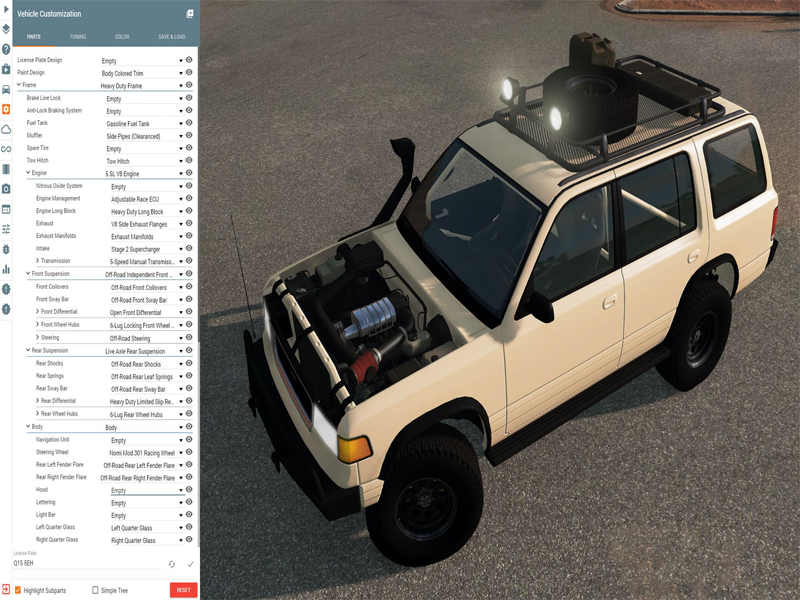 Vehicle Customization
PARTS TUNING COLOR SAVE & LOAD
License Plate Design Empty
Paint Design Body Colored Trim
Frame Heavy Duty Frame
Brake Line Lock Empty
Anti-Lock Braking System Empty
Fuel Tank Gasoline Fuel Tank
Muffler Side Pipes (Clearanced)
Spare Tire Empty
Tow Hitch Tow Hitch
Engine 5.5L V8 Engine
Nitrous Oxide System Empty
Engine Management Adjustable Race ECU
Engine Long Block Heavy Duty Long Block
Exhaust V8 Side Exhaust Flanges
Exhaust Manifolds Exhaust Manifolds
Intake Stage 2 Supercharger
Transmission 5-Speed Manual Transmiss...
Front Suspension Off-Road Independent Front ...
Front Coilovers Off-Road Front Coilovers
Front Sway Bar Off-Road Front Sway Bar
Front Differential Open Front Differential
Front Wheel Hubs 6-Lug Locking Front Wheel ...
Steering Off-Road Steering
Rear Suspension Live Axle Rear Suspension
Rear Shocks Off-Road Rear Shocks
Rear Springs Off-Road Rear Leaf Springs
Rear Sway Bar Off-Road Rear Sway Bar
Rear Differential Heavy Duty Limited Slip Re...
Rear Wheel Hubs 6-Lug Rear Wheel Hubs
Body Body
Navigation Unit Empty
Steering Wheel Nomi Mod.301 Racing Wheel
Rear Left Fender Flare Off-Road Rear Left Fender Flare
Rear Right Fender Flare Off-Road Rear Right Fender Flare
Hood Empty
Lettering Empty
Light Bar Empty
Left Quarter Glass Left Quarter Glass
Right Quarter Glass Right Quarter Glass
License Plate
Highlight Subparts Simple Tree RESET